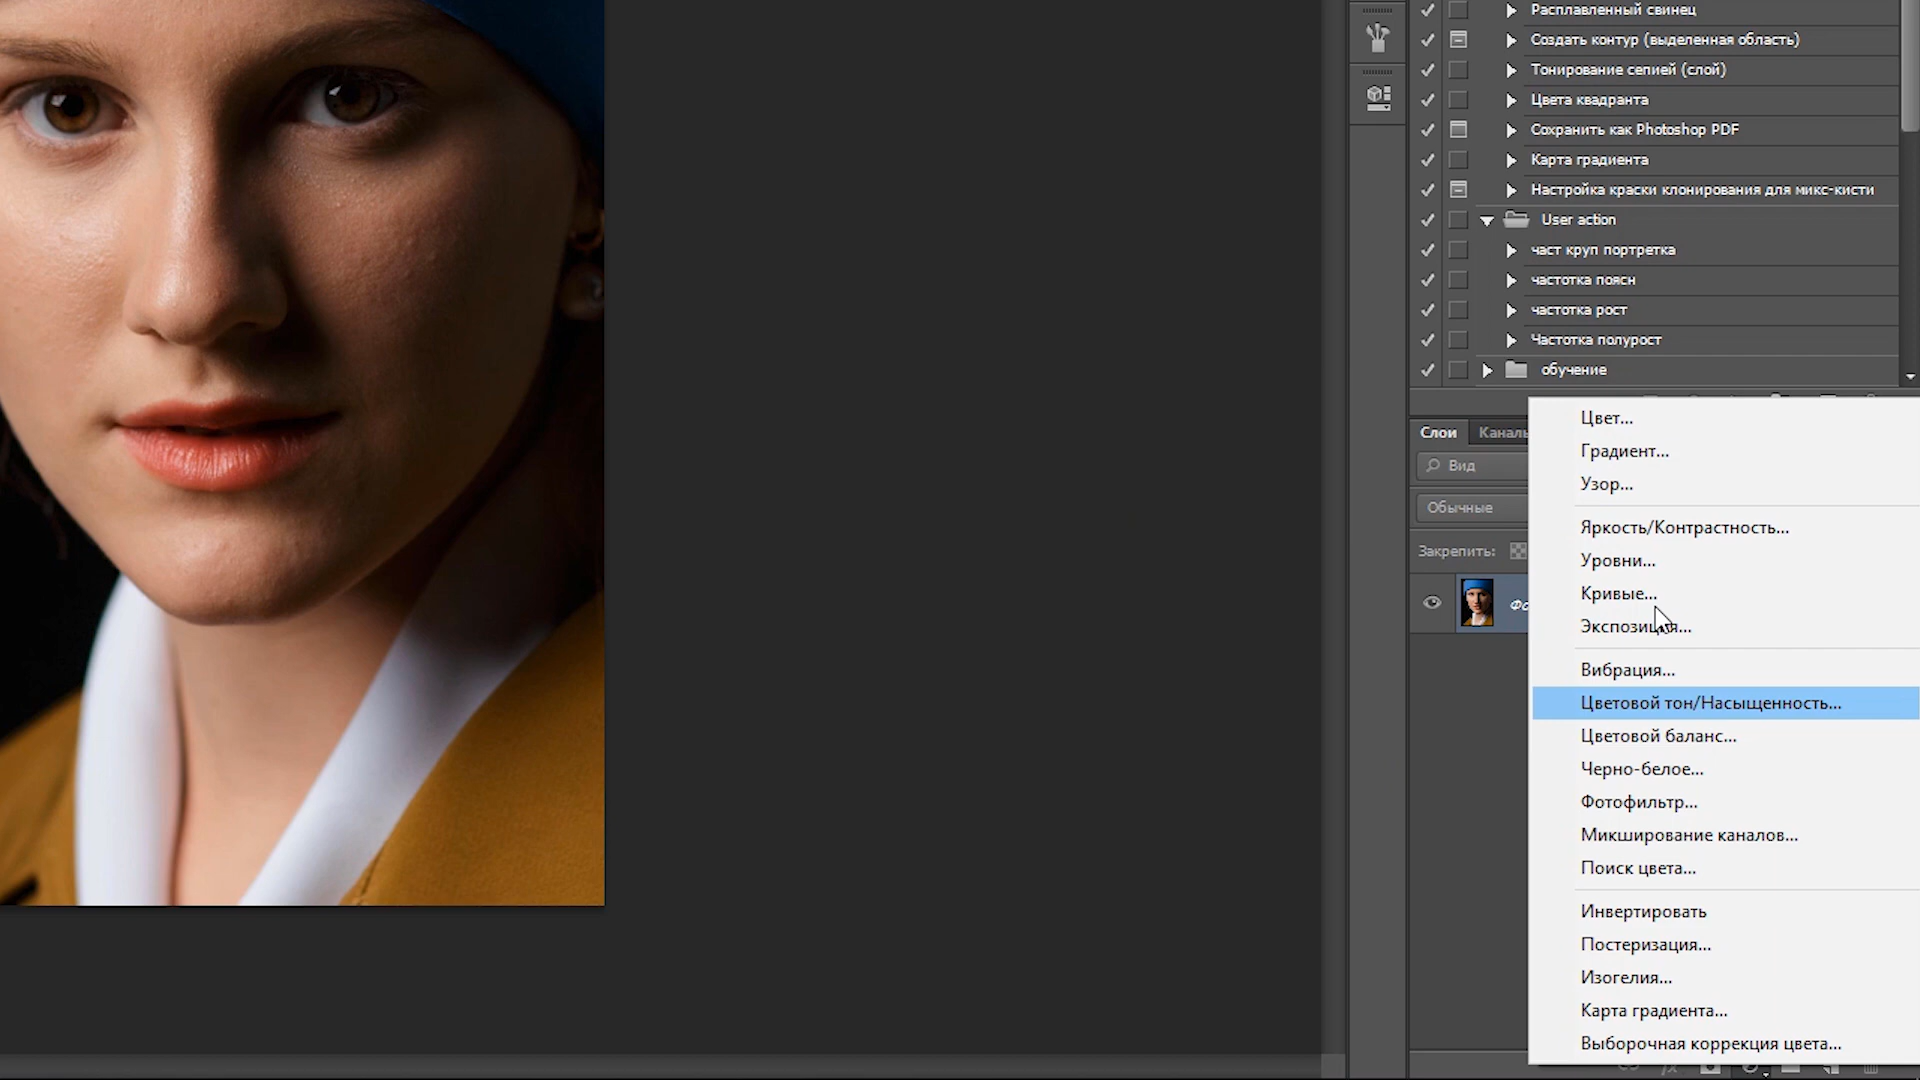 Расплавленный свинец
Создать контур (выделенная область)
Тонирование сепией (слой)
Цвета квадранта
Сохранить как Photoshop PDF
Карта градиента
Настройка краски клонирования для микс-кисти
User action
част круп портретка
частотка поясн
частотка рост
Частотка полурост
обучение
Слои
Каналы
Вид
Обычные
Закрепить:
Цвет...
Градиент...
Узор...
Яркость/Контрастность...
Уровни...
Кривые...
Экспозиция...
Вибрация...
Цветовой тон/Насыщенность...
Цветовой баланс...
Черно-белое...
Фотофильтр...
Микширование каналов...
Поиск цвета...
Инвертировать
Постеризация...
Изогелия...
Карта градиента...
Выборочная коррекция цвета...